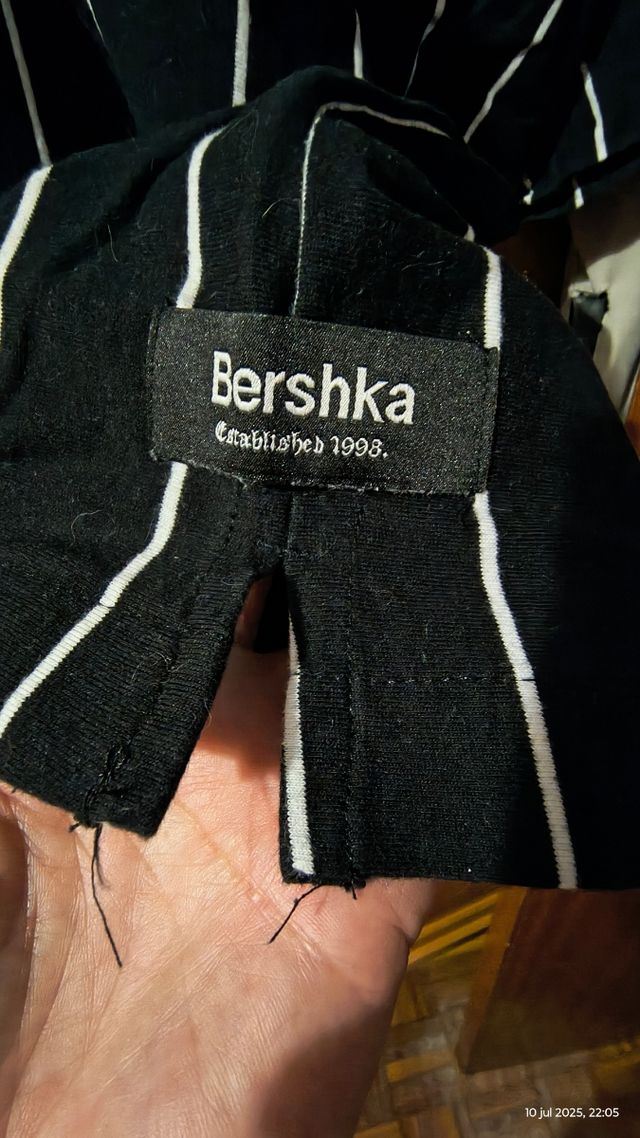 Bershka
Established 1998.
10 jul 2025, 22:05